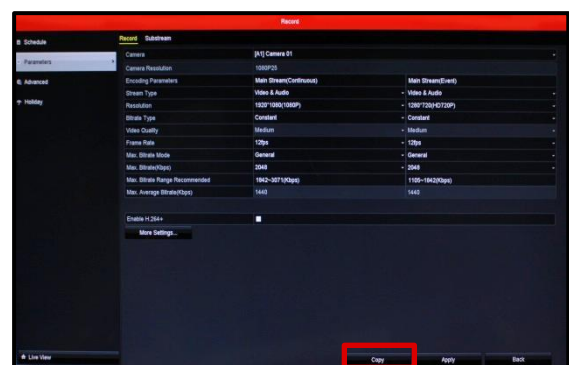 Record
Schedule
Parameters
Advanced
Holiday
Record Substream
Camera [A1] Camera 01
Camera Resolution 1080P25
Encoding Parameters Main Stream(Continuous) Main Stream(Event)
Stream Type Video & Audio Video & Audio
Resolution 1920*1080(1080P) 1280*720(HD720P)
Bitrate Type Constant Constant
Video Quality Medium Medium
Frame Rate 12fps 12fps
Max. Bitrate Mode General General
Max. Bitrate(Kbps) 2048 2048
Max. Bitrate Range Recommended 1842~3071(Kbps) 1105~1842(Kbps)
Max. Average Bitrate(Kbps) 1440 1440
Enable H.264+
More Settings...
Live View
Copy Apply Back